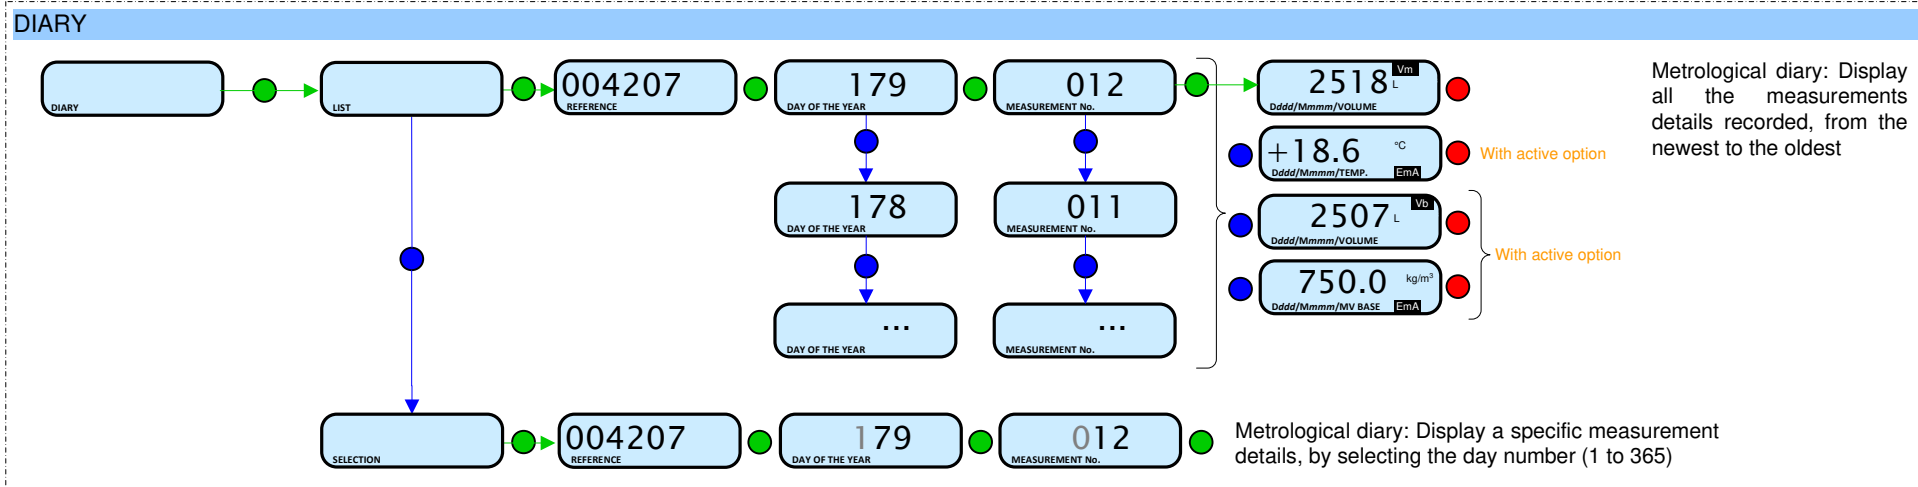 DIARY
DIARY
LIST
004207
REFERENCE
179
DAY OF THE YEAR
012
MEASUREMENT No.
2518 L Vm
Dddd/Mmmm/VOLUME
Metrological diary: Display
all the measurements
details recorded, from the
newest to the oldest
+18.6 °C
Dddd/Mmmm/TEMP. EmA
With active option
178
DAY OF THE YEAR
011
MEASUREMENT No.
2507 L Vb
Dddd/Mmmm/VOLUME
With active option
750.0 kg/m³
Dddd/Mmmm/MV BASE EmA
...
DAY OF THE YEAR
...
MEASUREMENT No.
SELECTION
004207
REFERENCE
179
DAY OF THE YEAR
012
MEASUREMENT No.
Metrological diary: Display a specific measurement
details, by selecting the day number (1 to 365)